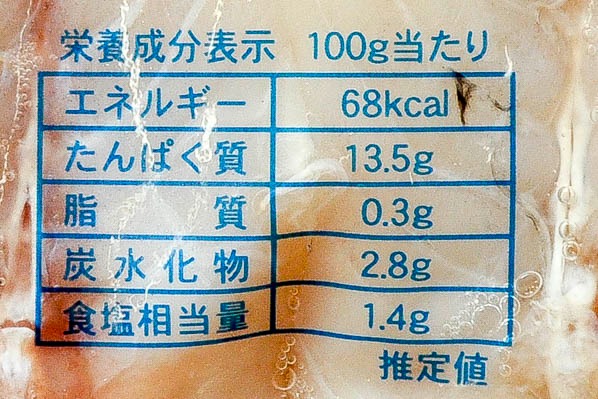 栄養成分表示 100g当たり
エネルギー 68kcal
たんぱく質 13.5g
脂質 0.3g
炭水化物 2.8g
食塩相当量 1.4g
推定値